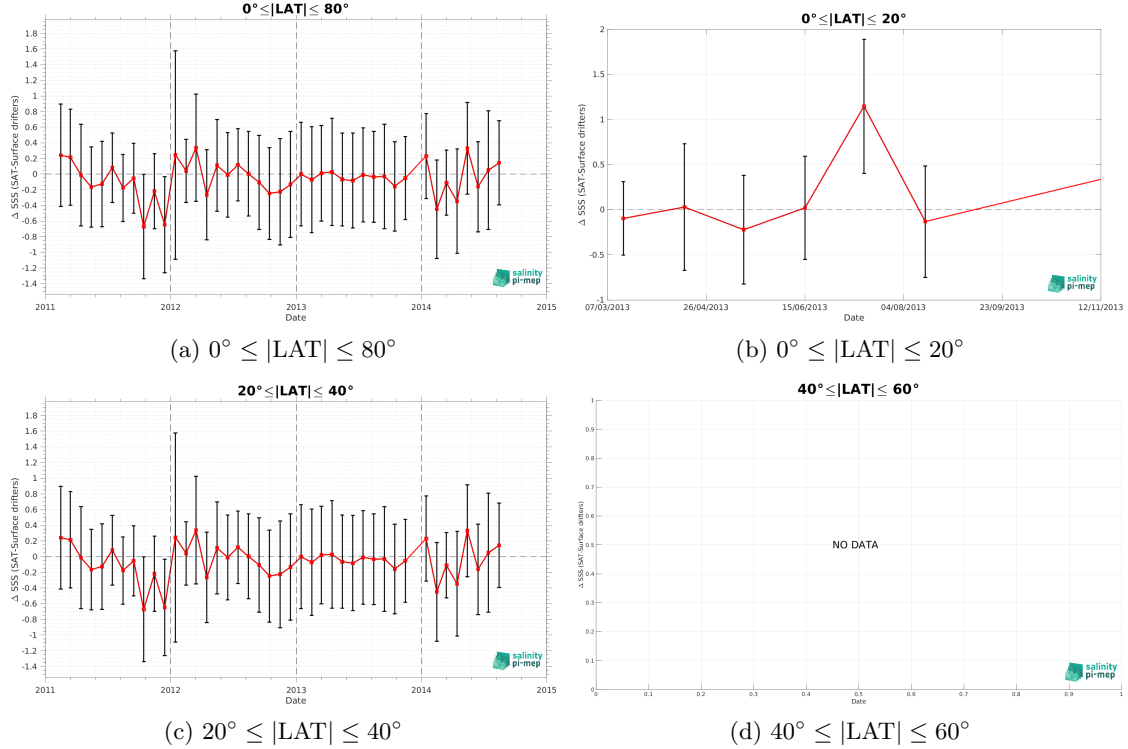 0°≤|LAT|≤ 80°
Δ SSS (SAT-Surface drifters)
1.8
1.6
1.4
1.2
1
0.8
0.6
0.4
0.2
0
-0.2
-0.4
-0.6
-0.8
-1
-1.2
-1.4
2011 2012 2013 2014 2015
Date
salinity
pi-mep
(a) 0° ≤ |LAT| ≤ 80°
0°≤|LAT|≤ 20°
Δ SSS (SAT-Surface drifters)
2
1.5
1
0.5
0
-0.5
-1
07/03/2013 26/04/2013 15/06/2013 04/08/2013 23/09/2013 12/11/2013
Date
salinity
pi-mep
(b) 0° ≤ |LAT| ≤ 20°
20°≤|LAT|≤ 40°
Δ SSS (SAT-Surface drifters)
1.8
1.6
1.4
1.2
1
0.8
0.6
0.4
0.2
0
-0.2
-0.4
-0.6
-0.8
-1
-1.2
-1.4
2011 2012 2013 2014 2015
Date
salinity
pi-mep
(c) 20° ≤ |LAT| ≤ 40°
40°≤|LAT|≤ 60°
Δ SSS (SAT-Surface drifters)
1
0.9
0.8
0.7
0.6
0.5
0.4
0.3
0.2
0.1
0
NO DATA
0 0.1 0.2 0.3 0.4 0.5 0.6 0.7 0.8 0.9 1
Date
salinity
pi-mep
(d) 40° ≤ |LAT| ≤ 60°